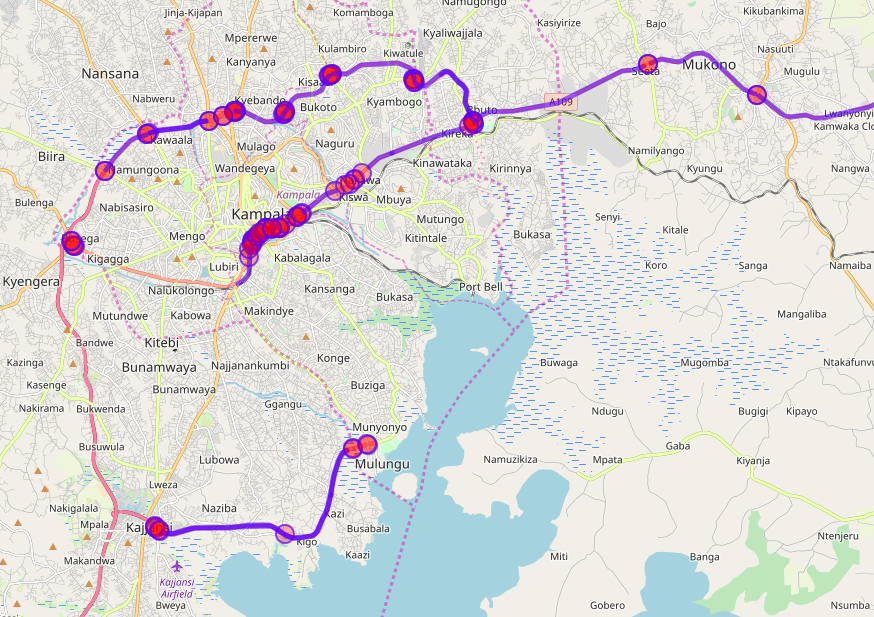 Namugongo
Jinja-Kijapan
Komamboga
Kikubankima
Kasiyirize
Bajo
Mpererwe
Kulambiro
Kyaliwajjala
Nasuuti
Kiwatule
Kanyanya
Mukono
Nansana
Mugulu
Nabweru
Kyebando
Bukoto
Kyambogo
A109
Lwanyonyi
Kamwaka Clo
Kireka
Naguru
Mulago
Biira
Namilyango
Kinawataka
Kirinnya
Kyungu
Nangwa
Namungoona
Wandegeya
Kampala
Kiswa
Mbuya
Bulenga
Nabisasiro
Kampala
Mutungo
Senyi
Mengo
Kitintale
Bukasa
Kitale
Kigagga
Kabalagala
Lubiri
Koro
Sanga
Namaiba
Kyengera
Nalukolongo
Kansanga
Bukasa
Port Bell
Mutundwe
Kabowa
Makindye
Mangaliba
Bandwe
Kitebi
Kazinga
Bunamwaya
Najjanankumbi
Konge
Buwaga
Mugomba
Ntakafunvu
Kasenge
Bunamwaya
Buziga
Nakirama
Bukwenda
Ggangu
Ndugu
Bugigi
Kipayo
Munyonyo
Busuwula
Lubowa
Mulungu
Namuzikiza
Mpata
Gaba
Kiyanja
Lweza
Nakigalala
Naziba
Kazi
Mpala
Busabala
Kigo
Ntenjeru
Makandwa
Kaazi
Miti
Banga
Kajjansi
Airfield
Bweya
Gobero
Nsumba